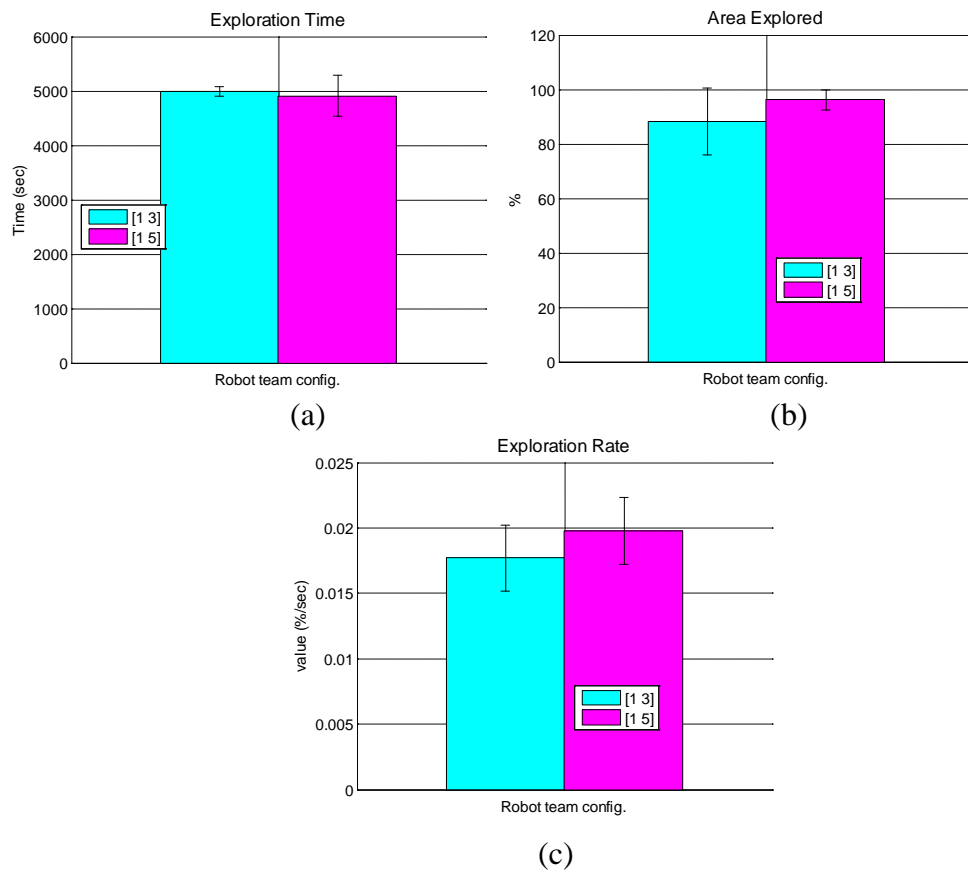 Exploration Time
6000
5000
4000
3000
2000
1000
0
Time (sec)
[1 3]
[1 5]
Robot team config.
(a)
Area Explored
120
100
80
60
40
20
0
%
[1 3]
[1 5]
Robot team config.
(b)
Exploration Rate
0.025
0.02
0.015
0.01
0.005
0
value (%/sec)
[1 3]
[1 5]
Robot team config.
(c)